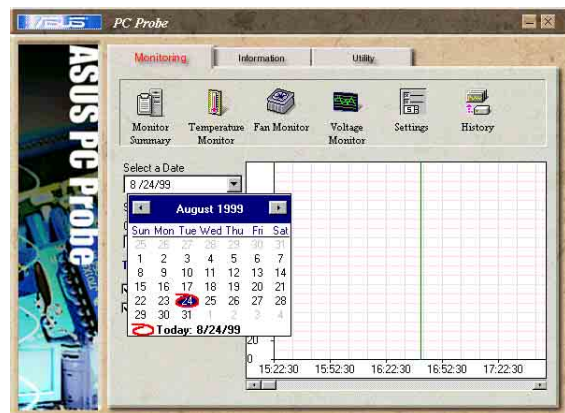 ASUS PC Probe
Monitoring Information Utility
ASUS PC Probe
Monitor Summary
Temperature Monitor
Fan Monitor
Voltage Monitor
Settings
History
Select a Date
8 /24/99
August 1999
Sun Mon Tue Wed Thu Fri Sat
25 26 27 28 29 30 31
1 2 3 4 5 6 7
8 9 10 11 12 13 14
15 16 17 18 19 20 21
22 23 24 25 26 27 28
29 30 31 1 2 3 4
Today: 8/24/99
20
0
15:22:30 15:52:30 16:22:30 16:52:30 17:22:30